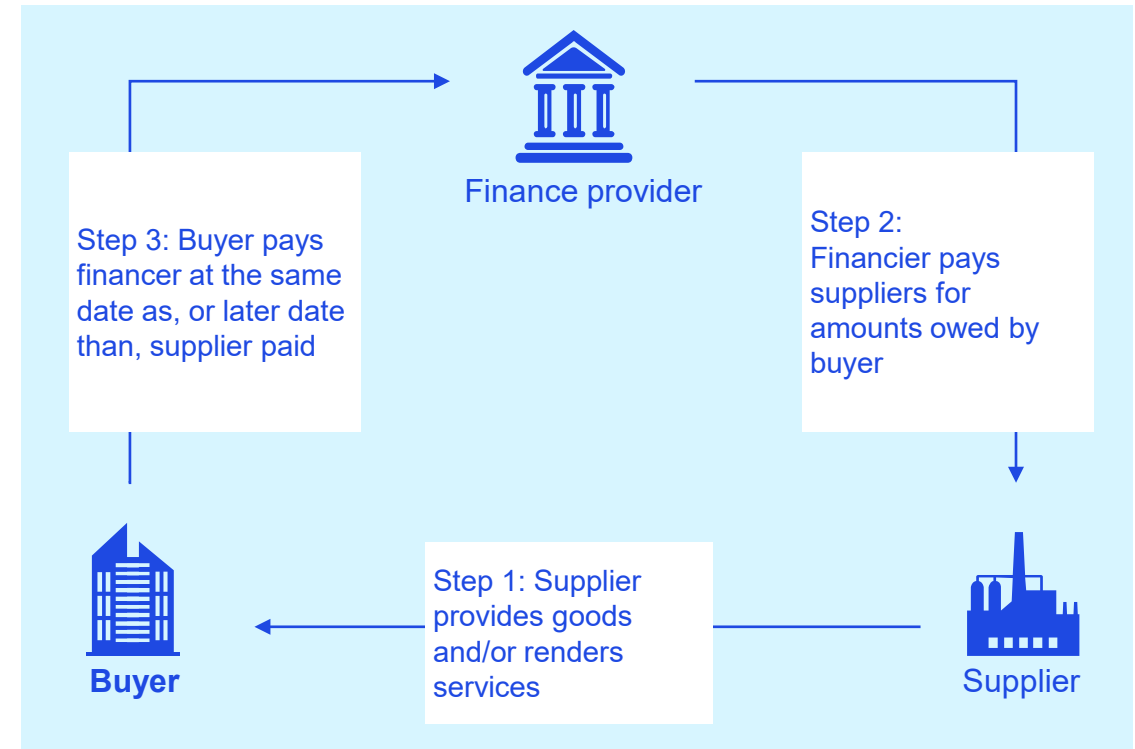 Finance provider
Step 3: Buyer pays
financer at the same
date as, or later date
than, supplier paid
Step 2:
Financier pays
suppliers for
amounts owed by
buyer
Step 1: Supplier
provides goods
and/or renders
services
Buyer
Supplier